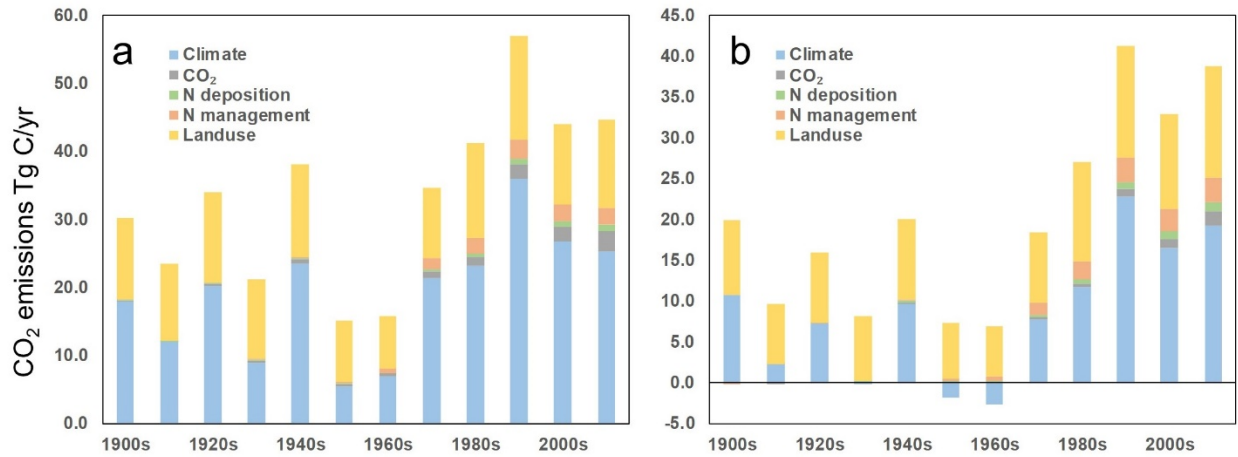 CO₂ emissions Tg C/yr
a
60.0
50.0
40.0
30.0
20.0
10.0
0.0
Climate
CO₂
N deposition
N management
Landuse
1900s 1920s 1940s 1960s 1980s 2000s
b
45.0
40.0
35.0
30.0
25.0
20.0
15.0
10.0
5.0
0.0
-5.0
Climate
CO₂
N deposition
N management
Landuse
1900s 1920s 1940s 1960s 1980s 2000s